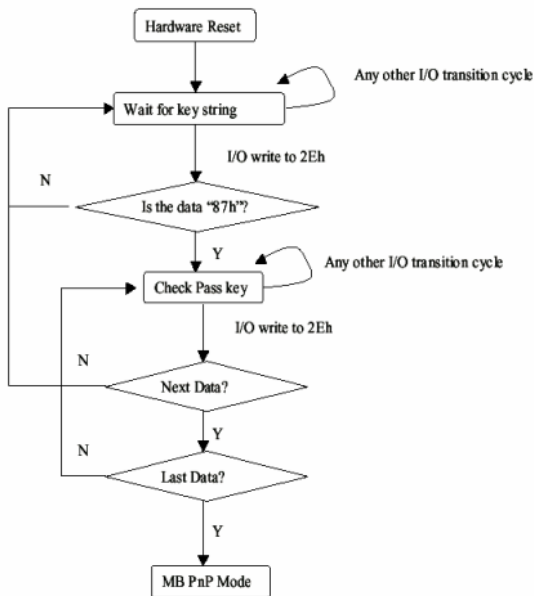 Hardware Reset
Any other I/O transition cycle
Wait for key string
I/O write to 2Eh
N
Is the data “87h”?
Y
Any other I/O transition cycle
Check Pass key
I/O write to 2Eh
N
Next Data?
Y
N
Last Data?
Y
MB PnP Mode